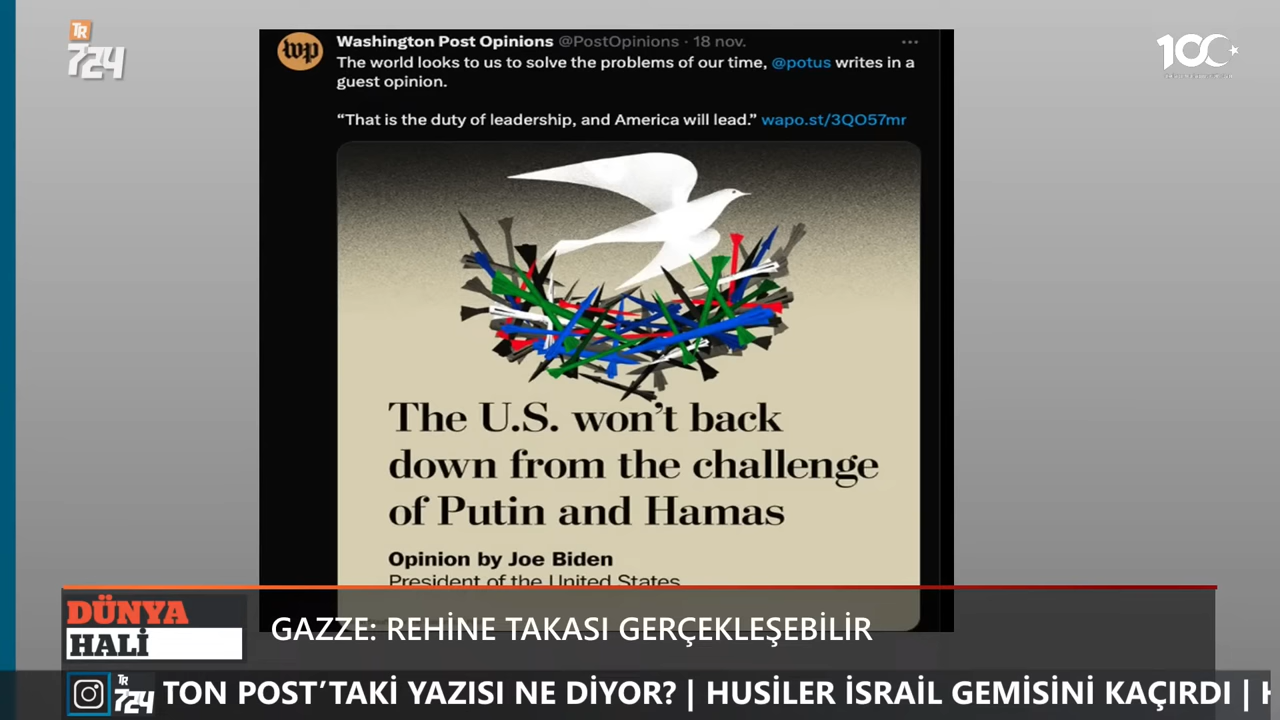 TR
724
100
wp
Washington Post Opinions @PostOpinions · 18 nov.
The world looks to us to solve the problems of our time, @potus writes in a
guest opinion.
“That is the duty of leadership, and America will lead.” wapo.st/3QO57mr
The U.S. won’t back
down from the challenge
of Putin and Hamas
Opinion by Joe Biden
President of the United States
DÜNYA
HALİ
GAZZE: REHİNE TAKASI GERÇEKLEŞEBİLİR
TR
724
TON POST’TAKİ YAZISI NE DİYOR? | HUSİLER İSRAİL GEMİSİNİ KAÇIRDI | H